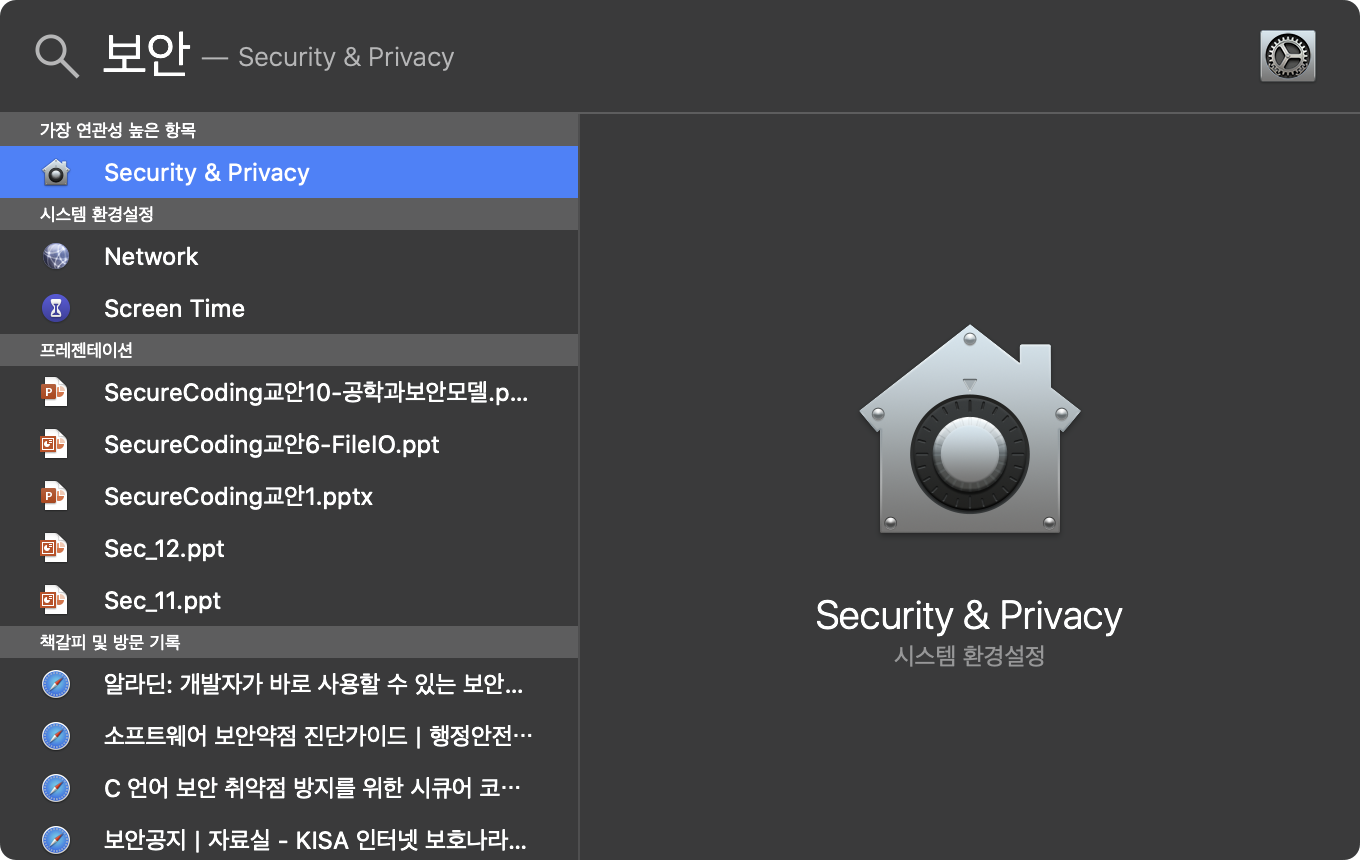 보안 — Security & Privacy
가장 연관성 높은 항목
Security & Privacy
시스템 환경설정
Network
Screen Time
프레젠테이션
SecureCoding교안10-공학과보안모델.p...
SecureCoding교안6-FileIO.ppt
SecureCoding교안1.pptx
Sec_12.ppt
Sec_11.ppt
책갈피 및 방문 기록
알라딘: 개발자가 바로 사용할 수 있는 보안...
소프트웨어 보안약점 진단가이드 | 행정안전…
C 언어 보안 취약점 방지를 위한 시큐어 코…
보안공지 | 자료실 - KISA 인터넷 보호나라...
Security & Privacy
시스템 환경설정